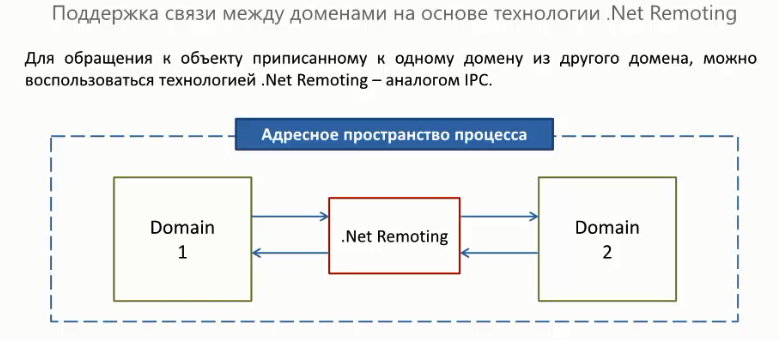 Поддержка связи между доменами на основе технологии .Net Remoting
Для обращения к объекту приписанному к одному домену из другого домена, можно
воспользоваться технологией .Net Remoting – аналогом IPC.
Адресное пространство процесса
Domain
1
.Net Remoting
Domain
2